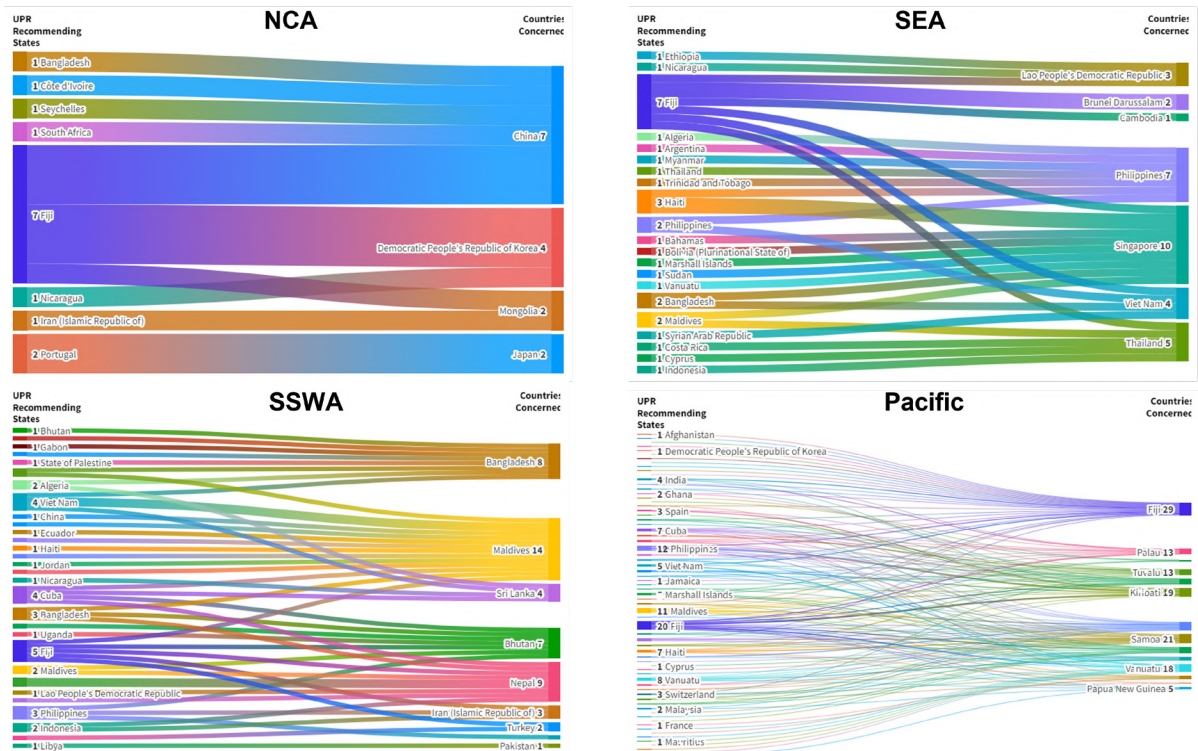 NCA
UPR
Recommending
States
Countries
Concerned
1 Bangladesh
1 Côte d'Ivoire
1 Seychelles
1 South Africa
7 Fiji
1 Nicaragua
1 Iran (Islamic Republic of)
2 Portugal
China 7
Democratic People's Republic of Korea 4
Mongolia 2
Japan 2
SEA
UPR
Recommending
States
Countries
Concerned
1 Ethiopia
1 Nicaragua
7 Fiji
1 Algeria
1 Argentina
1 Myanmar
1 Thailand
1 Trinidad and Tobago
3 Haiti
2 Philippines
1 Bahamas
1 Bolivia (Plurinational State of)
1 Marshall Islands
1 Sudan
1 Vanuatu
2 Bangladesh
2 Maldives
1 Syrian Arab Republic
1 Costa Rica
1 Cyprus
1 Indonesia
Lao People's Democratic Republic 3
Brunei Darussalam 2
Cambodia 1
Philippines 7
Singapore 10
Viet Nam 4
Thailand 5
SSWA
UPR
Recommending
States
Countries
Concerned
1 Bhutan
1 Gabon
1 State of Palestine
2 Algeria
4 Viet Nam
1 China
1 Ecuador
1 Haiti
1 Jordan
1 Nicaragua
4 Cuba
3 Bangladesh
1 Uganda
5 Fiji
2 Maldives
1 Lao People's Democratic Republic
3 Philippines
2 Indonesia
1 Libya
Bangladesh 8
Maldives 14
Sri Lanka 4
Bhutan 7
Nepal 9
Iran (Islamic Republic of) 3
Turkey 2
Pakistan 1
Pacific
UPR
Recommending
States
Countries
Concerned
1 Afghanistan
1 Democratic People's Republic of Korea
4 India
2 Ghana
3 Spain
7 Cuba
12 Philippines
5 Viet Nam
1 Jamaica
Marshall Islands
11 Maldives
20 Fiji
7 Haiti
1 Cyprus
8 Vanuatu
3 Switzerland
2 Malaysia
1 France
1 Mauritius
Fiji 29
Palau 13
Tuvalu 13
Kiribati 19
Samoa 21
Vanuatu 18
Papua New Guinea 5